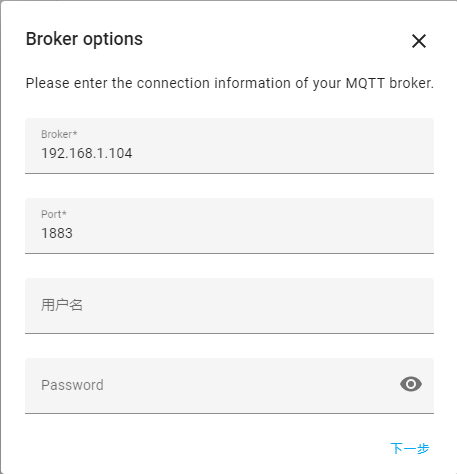 Broker options
Please enter the connection information of your MQTT broker.
Broker*
192.168.1.104
Port*
1883
用户名
Password
下一步